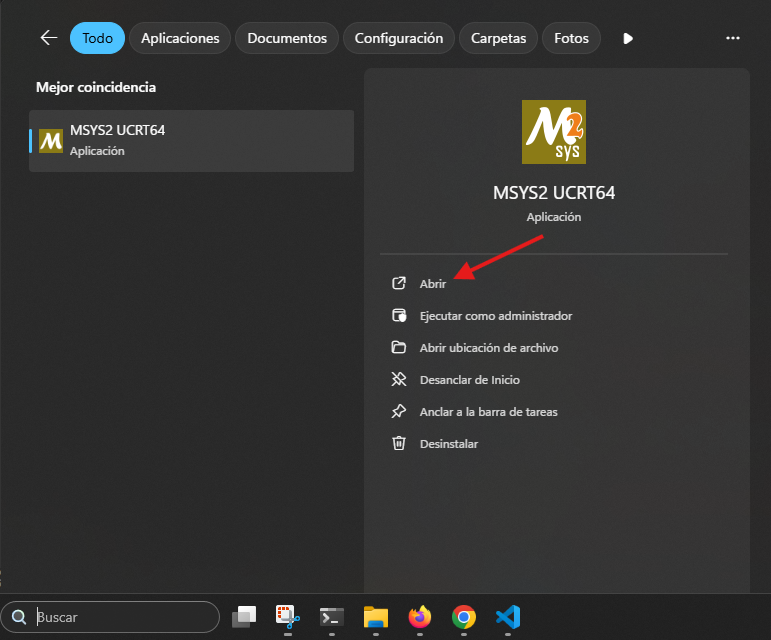 Todo Aplicaciones Documentos Configuración Carpetas Fotos
Mejor coincidencia
M
MSYS2 UCRT64
Aplicación
M2
sys
MSYS2 UCRT64
Aplicación
Abrir
Ejecutar como administrador
Abrir ubicación de archivo
Desanclar de Inicio
Anclar a la barra de tareas
Desinstalar
Buscar